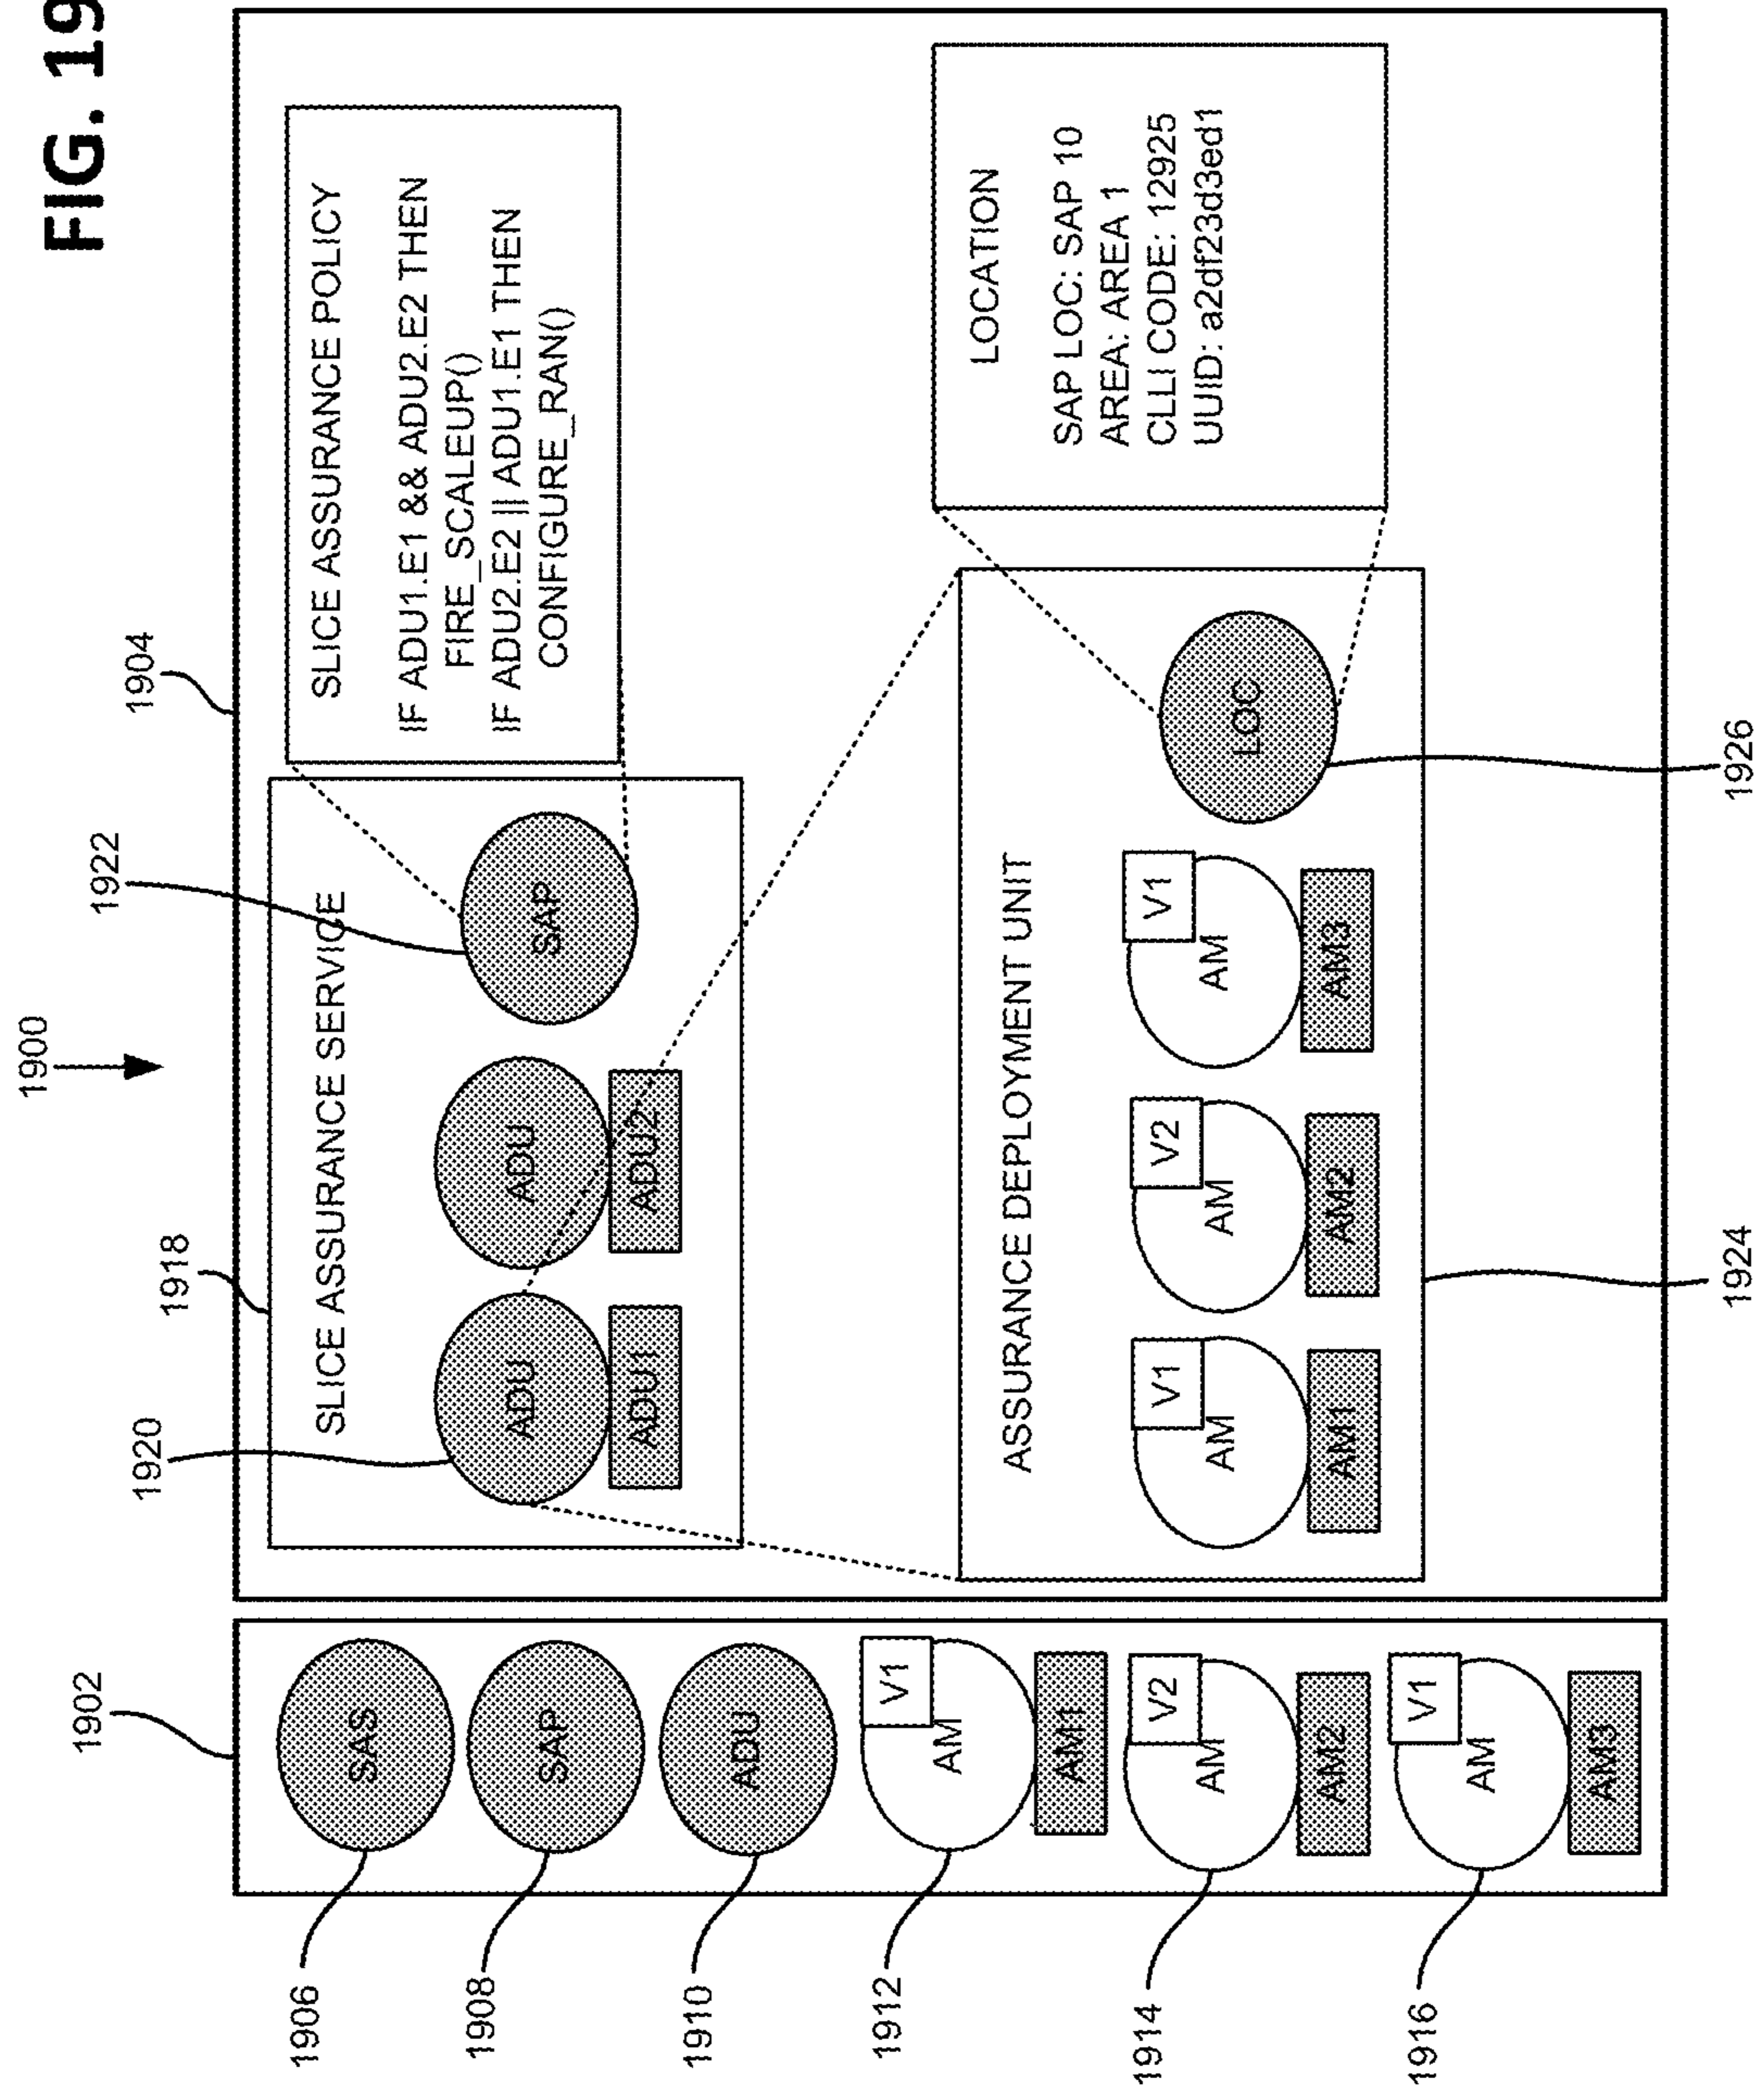 FIG. 19
1900
1902
1904
1906
SAS
1908
SAP
1910
ADU
1912
AM
V1
AM1
1914
AM
V2
AM2
1916
AM
V1
AM3
1918
SLICE ASSURANCE SERVICE
1920
ADU
ADU1
ADU
ADU2
1922
SAP
SLICE ASSURANCE POLICY
IF ADU1.E1 && ADU2.E2 THEN
FIRE_SCALEUP()
IF ADU2.E2 || ADU1.E1 THEN
CONFIGURE_RAN()
ASSURANCE DEPLOYMENT UNIT
AM
V1
AM1
AM
V2
AM2
AM
V1
AM3
LOC
1924
1926
LOCATION
SAP LOC: SAP 10
AREA: AREA 1
CLLI CODE: 12925
UUID: a2df23d3ed1